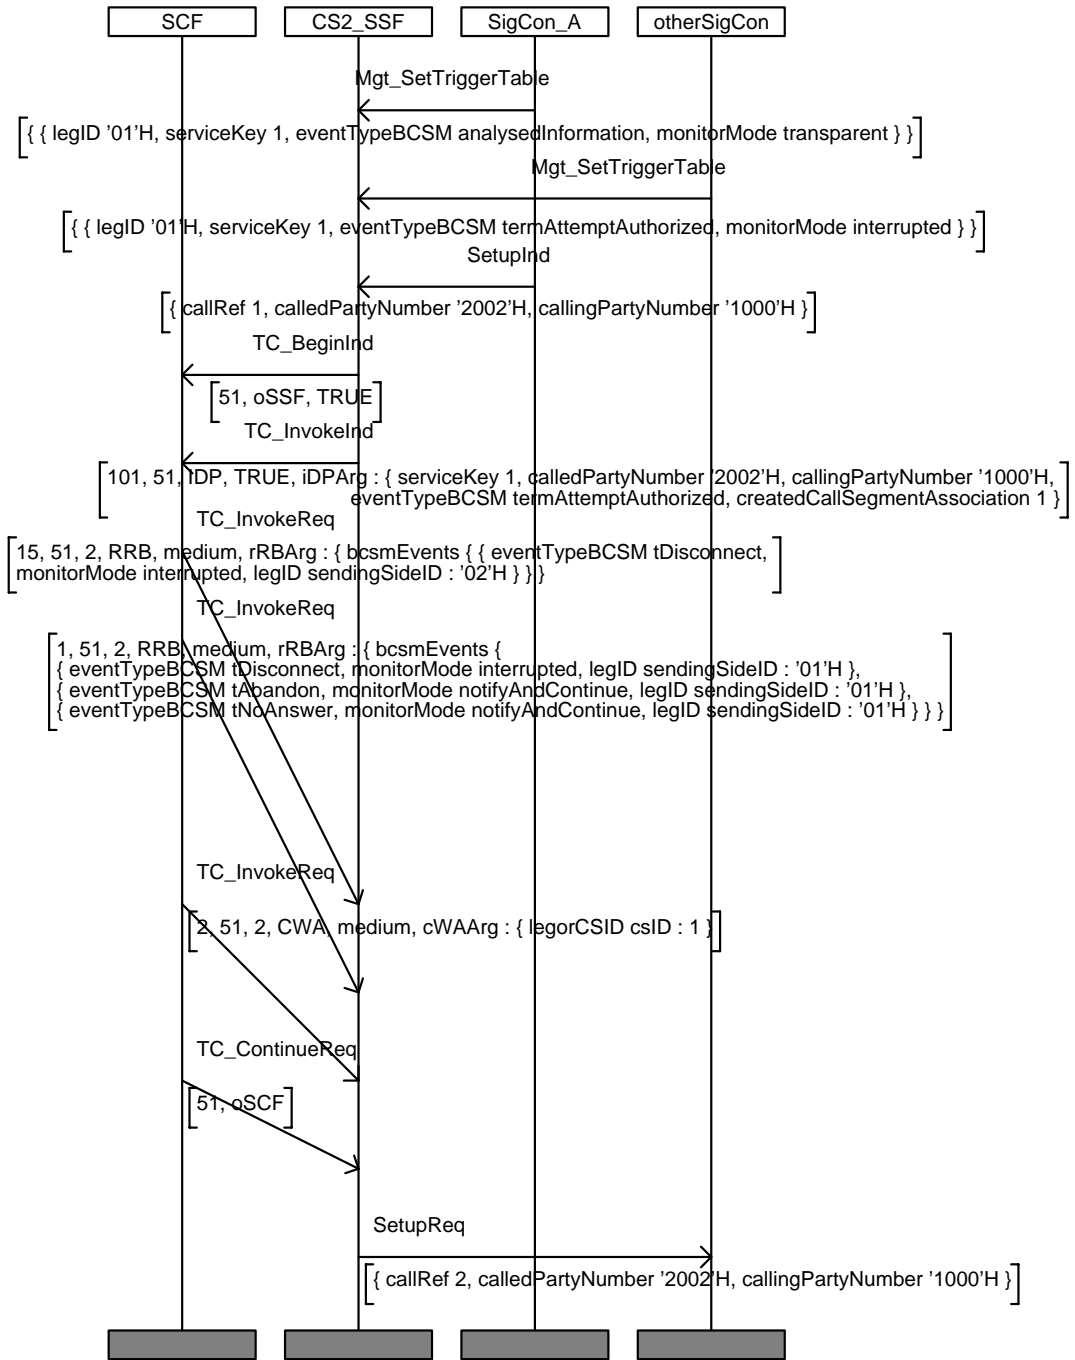 SCF CS2_SSF SigCon_A otherSigCon
Mgt_SetTriggerTable
{ { legID '01'H, serviceKey 1, eventTypeBCSM analysedInformation, monitorMode transparent } }
Mgt_SetTriggerTable
{ { legID '01'H, serviceKey 1, eventTypeBCSM termAttemptAuthorized, monitorMode interrupted } }
SetupInd
{ callRef 1, calledPartyNumber '2002'H, callingPartyNumber '1000'H }
TC_BeginInd
51, oSSF, TRUE
TC_InvokeInd
101, 51, IDP, TRUE, iDPArg : { serviceKey 1, calledPartyNumber '2002'H, callingPartyNumber '1000'H,
eventTypeBCSM termAttemptAuthorized, createdCallSegmentAssociation 1 }
TC_InvokeReq
15, 51, 2, RRB, medium, rRBArg : { bcsmEvents { { eventTypeBCSM tDisconnect,
monitorMode interrupted, legID sendingSideID : '02'H } } }
TC_InvokeReq
1, 51, 2, RRB, medium, rRBArg : { bcsmEvents {
{ eventTypeBCSM tDisconnect, monitorMode interrupted, legID sendingSideID : '01'H },
{ eventTypeBCSM tAbandon, monitorMode notifyAndContinue, legID sendingSideID : '01'H },
{ eventTypeBCSM tNoAnswer, monitorMode notifyAndContinue, legID sendingSideID : '01'H } } }
TC_InvokeReq
2, 51, 2, CWA, medium, cWAArg : { legorCSID csID : 1 }
TC_ContinueReq
51, oSCF
SetupReq
{ callRef 2, calledPartyNumber '2002'H, callingPartyNumber '1000'H }